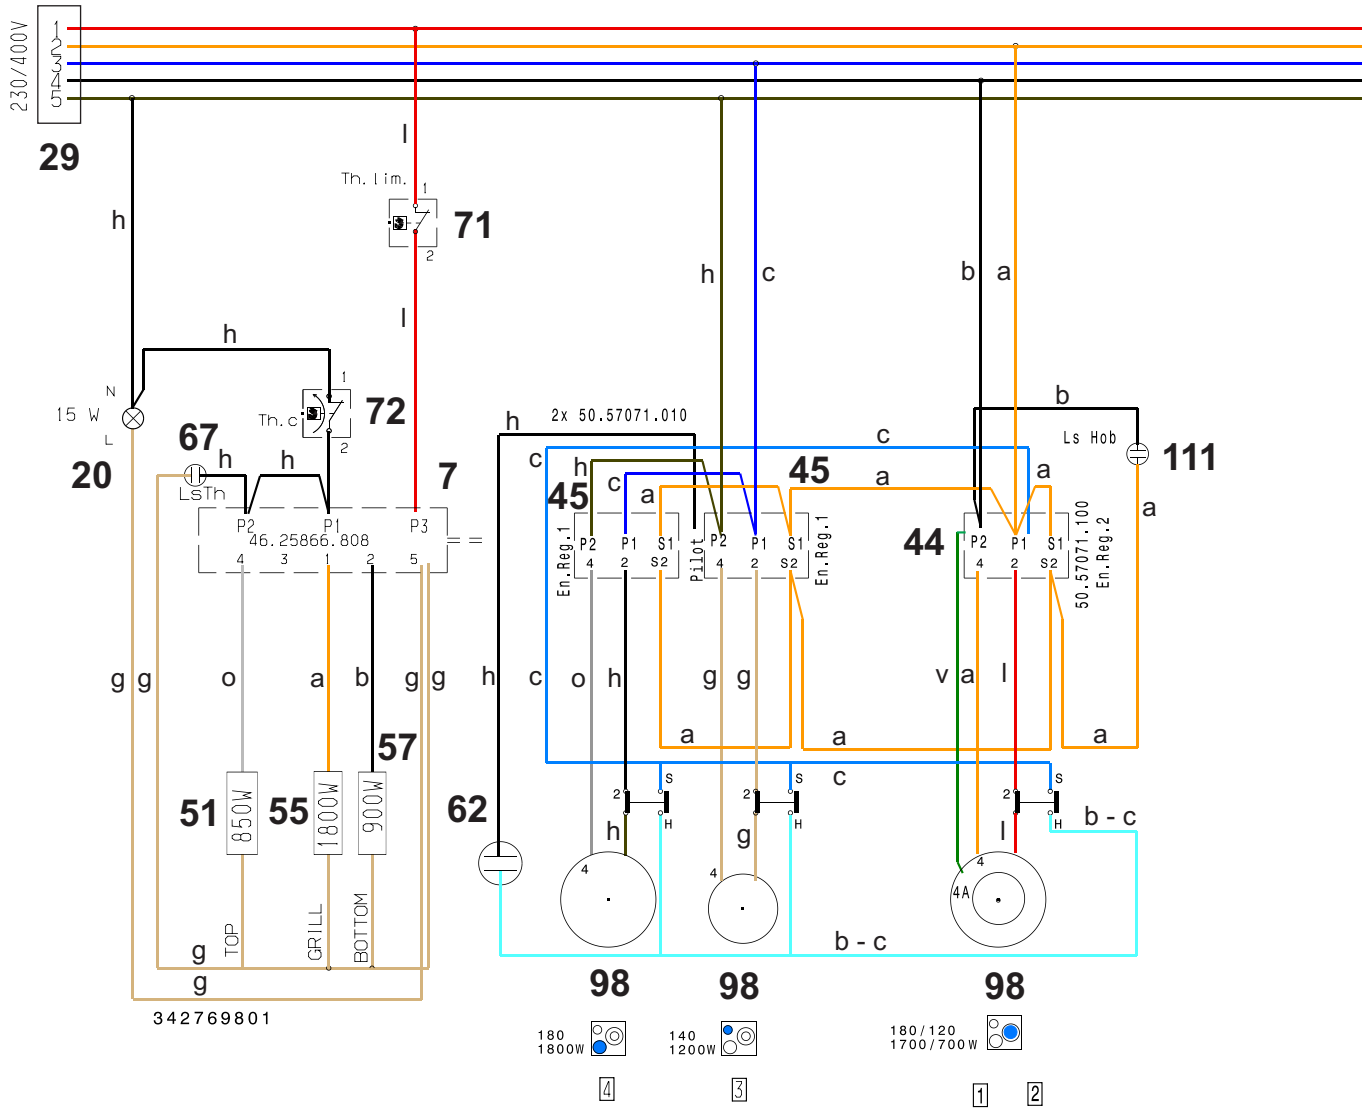 230/400V
1
2
3
4
5
29
l
Th.lim.
1
71
2
h
h
c
b
a
l
h
N
15 W
L
20
1
Th.c
72
2
67
h
h
LsTh
7
P2
P1
P3
46.25866.808
4
3
1
2
5
==
h
2x 50.57071.010
c
c
h
c
a
45
45
a
b
Ls Hob
111
a
a
En.Reg.1
P2
P1
S1
4
2
S2
Pilot
P2
P1
S1
4
2
S2
En.Reg.1
44
P2
P1
S1
4
2
S2
50.57071.100
En.Reg.2
g
g
o
a
b
g
g
h
c
o
h
g
g
v
a
l
57
a
a
a
c
51
850W
55
1800W
900W
62
2
S
H
h
S
2
H
g
2
S
H
l
b - c
4
4
4
4A
TOP
GRILL
BOTTOM
g
g
b - c
342769801
98
98
98
180
1800W
140
1200W
180/120
1700/700W
4
3
1
2